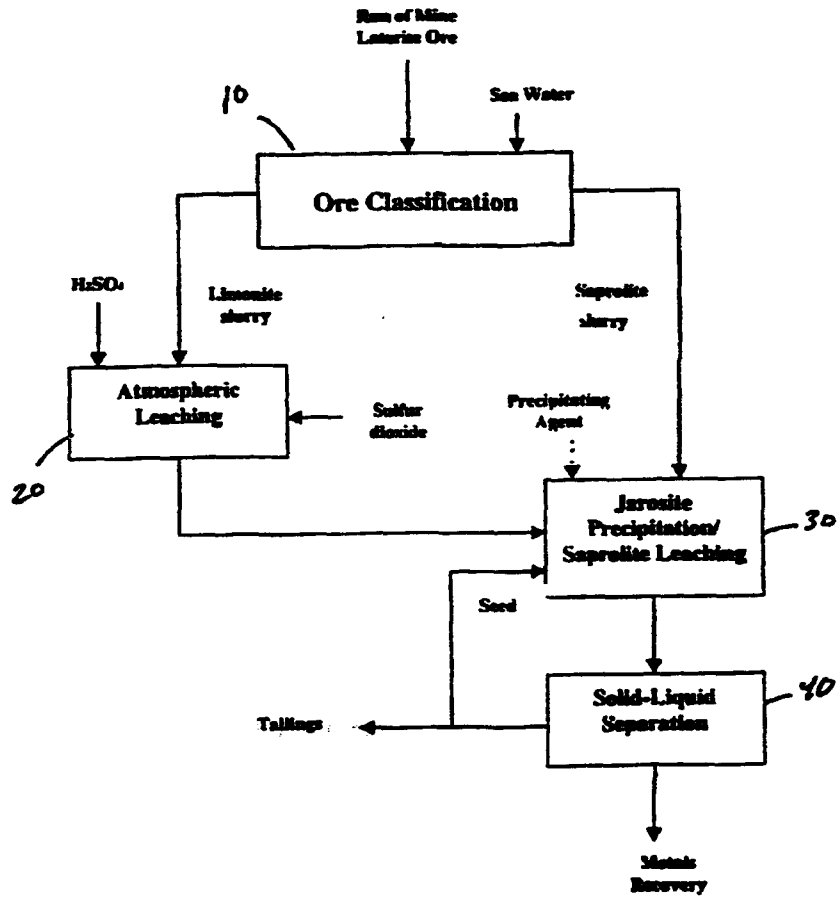 Run of Mine
Laterite Ore
10
Sea Water
Ore Classification
H₂SO₄
Limonite
slurry
Saprolite
slurry
Atmospheric
Leaching
Sulfur
dioxide
Precipitating
Agent
20
Jarosite
Precipitation/
Saprolite Leaching
30
Seed
Solid-Liquid
Separation
40
Tailings
Metals
Recovery